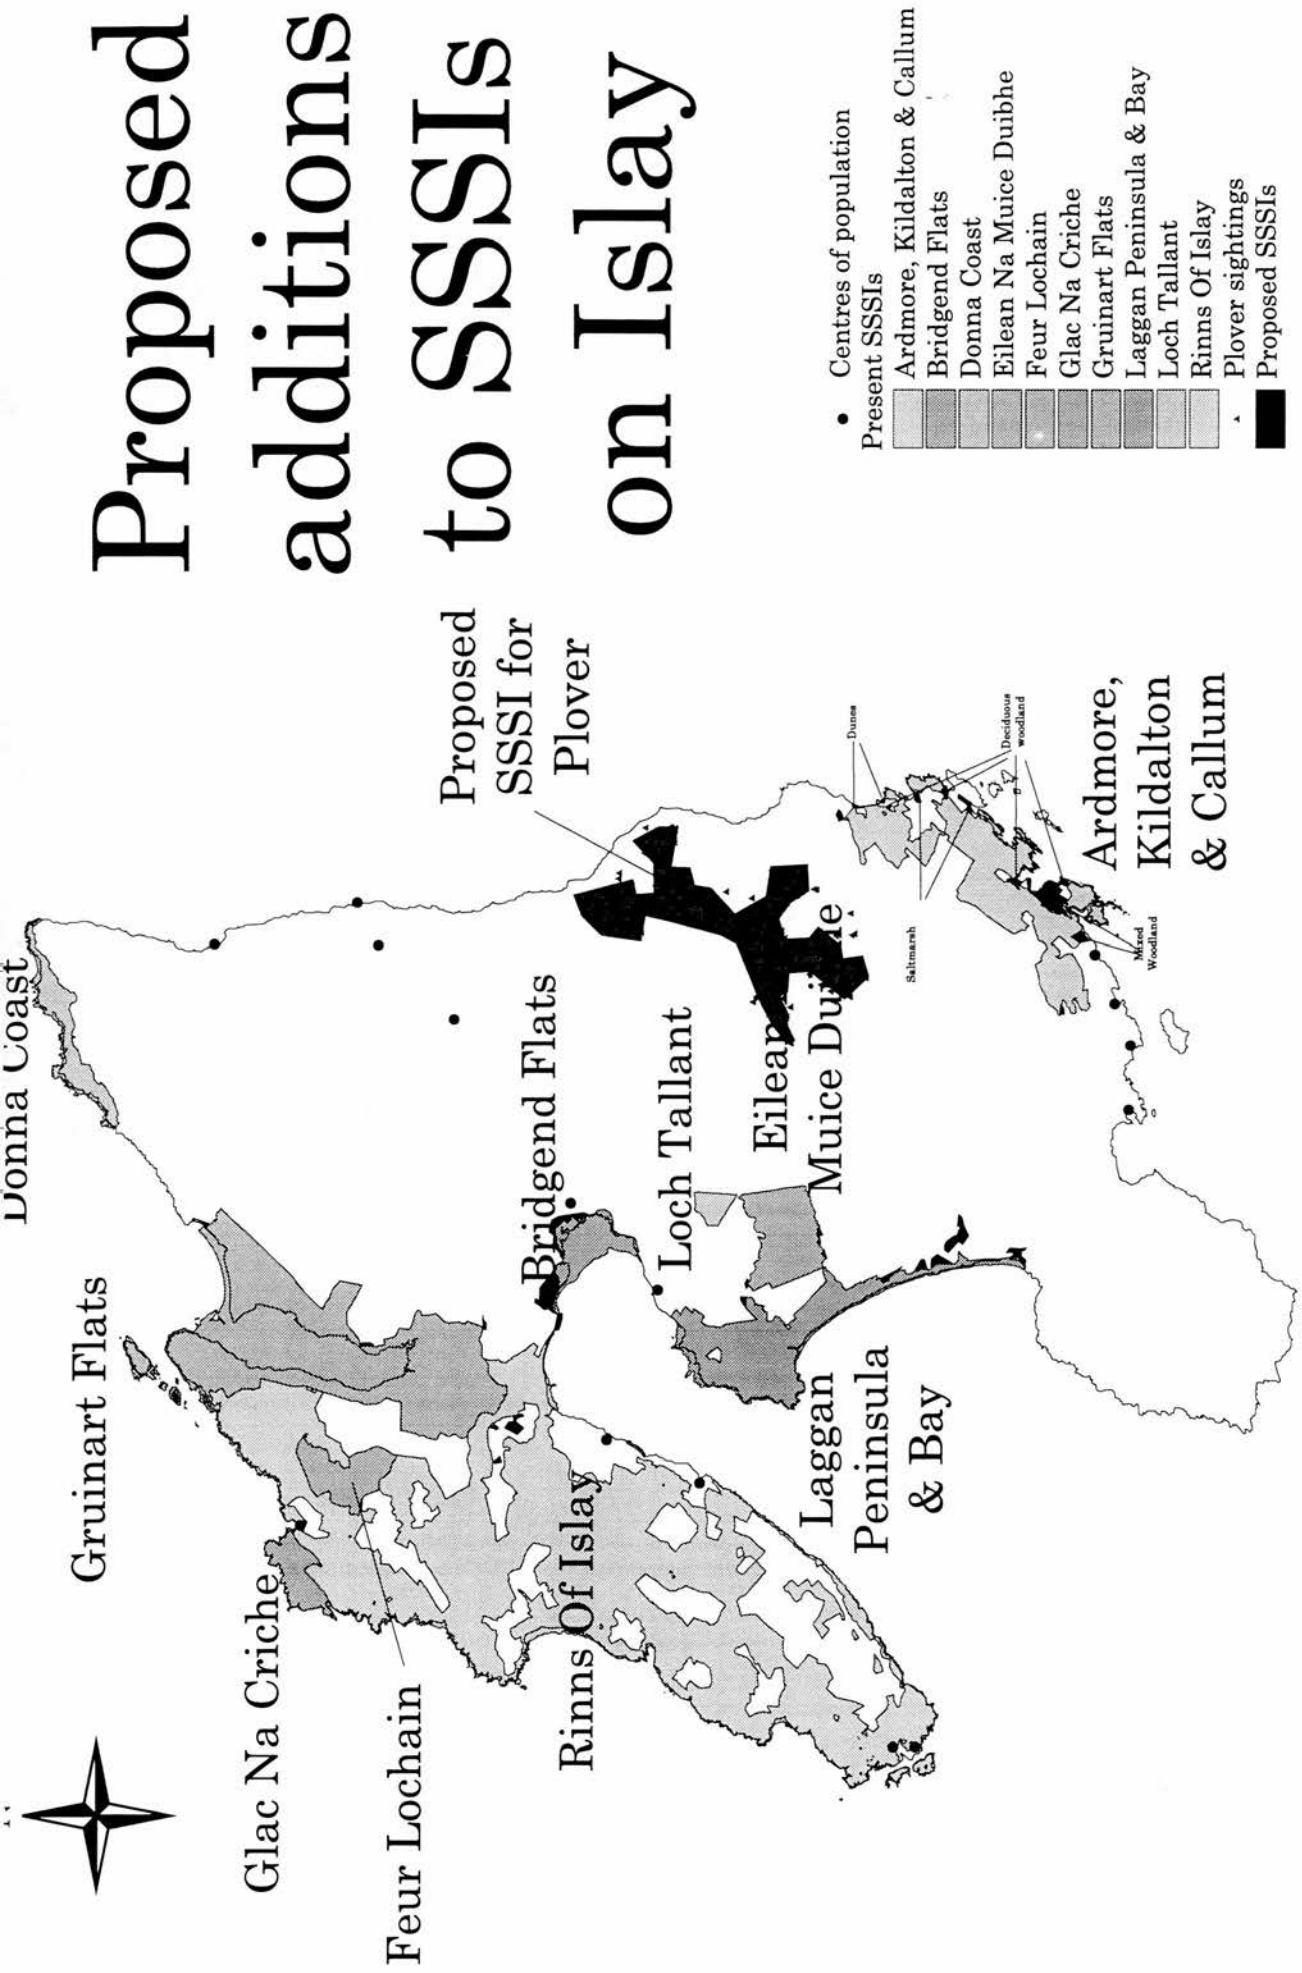 Proposed
additions
to SSSIs
on Islay
Donna Coast
Gruinart Flats
Glac Na Criche
Feur Lochain
Rinns Of Islay
Bridgend Flats
Loch Tallant
Eilean
Muice Duibhe
Laggan
Peninsula
& Bay
Proposed
SSSI for
Plover
Dunes
Deciduous
woodland
Saltmarsh
Mixed
Woodland
Ardmore,
Kildalton
& Callum
Centres of population
Present SSSIs
Ardmore, Kildalton & Callum
Bridgend Flats
Donna Coast
Eilean Na Muice Duibhe
Feur Lochain
Glac Na Criche
Gruinart Flats
Laggan Peninsula & Bay
Loch Tallant
Rinns Of Islay
Plover sightings
Proposed SSSIs